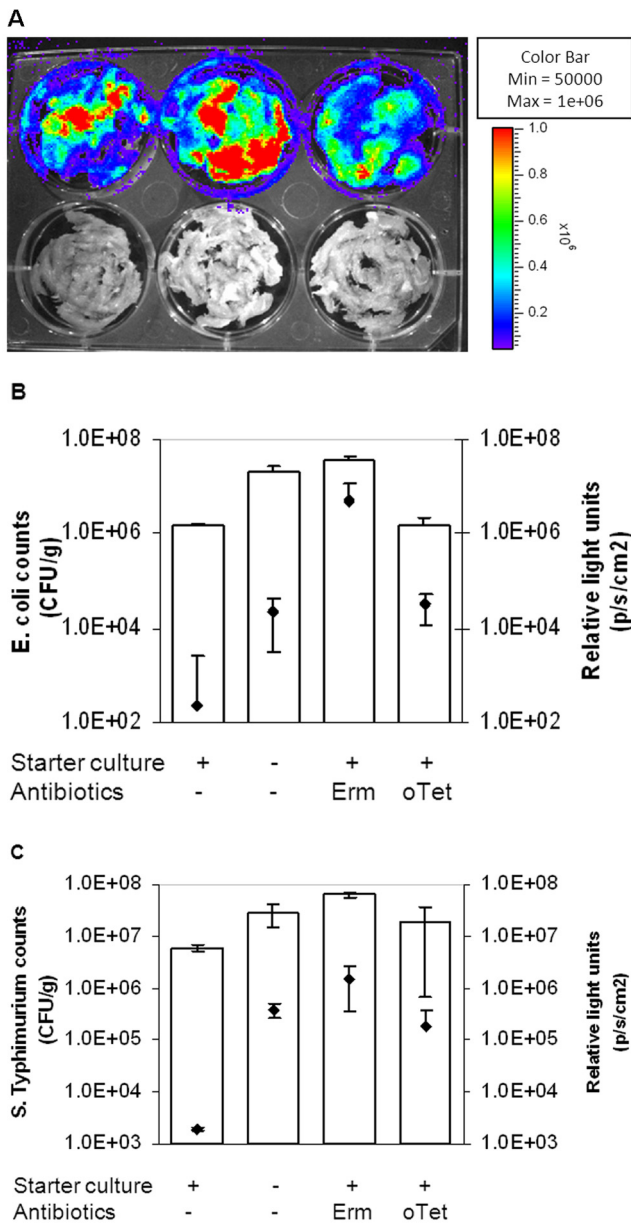 A
Color Bar
Min = 50000
Max = 1e+06
1.0
0.8
0.6
0.4
0.2
x10⁶
B
E. coli counts
(CFU/g)
1.0E+08
1.0E+06
1.0E+04
1.0E+02
1.0E+08
1.0E+06
1.0E+04
1.0E+02
Relative light units
(p/s/cm2)
Starter culture + - + +
Antibiotics - - Erm oTet
C
S. Typhimurium counts
(CFU/g)
1.0E+08
1.0E+07
1.0E+06
1.0E+05
1.0E+04
1.0E+03
1.0E+08
1.0E+07
1.0E+06
1.0E+05
1.0E+04
1.0E+03
Relative light units
(p/s/cm2)
Starter culture + - + +
Antibiotics - - Erm oTet